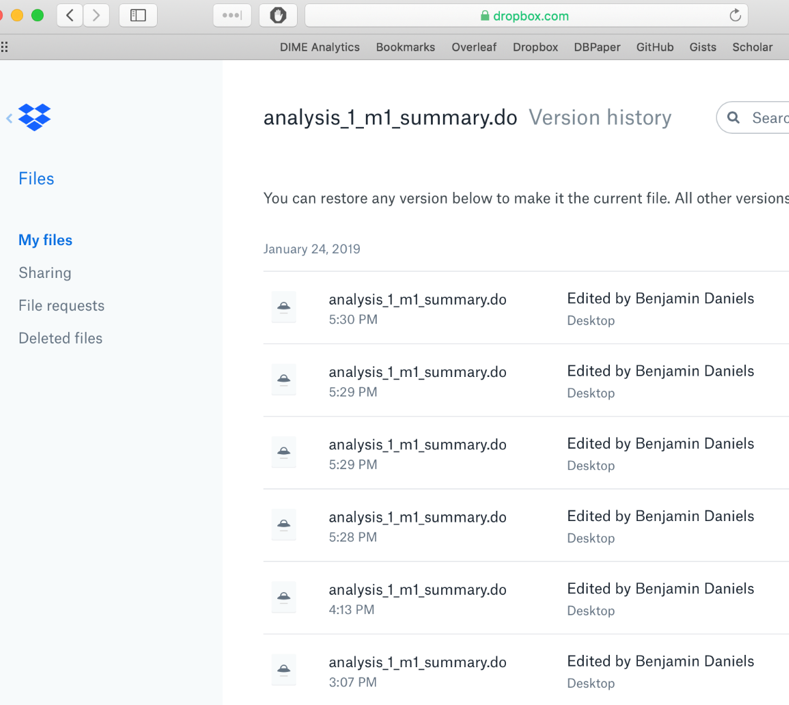 dropbox.com
DIME Analytics Bookmarks Overleaf Dropbox DBPaper GitHub Gists Scholar
analysis_1_m1_summary.do Version history
Files
You can restore any version below to make it the current file. All other versions
My files
January 24, 2019
Sharing
File requests
Deleted files
analysis_1_m1_summary.do Edited by Benjamin Daniels
5:30 PM Desktop
analysis_1_m1_summary.do Edited by Benjamin Daniels
5:29 PM Desktop
analysis_1_m1_summary.do Edited by Benjamin Daniels
5:29 PM Desktop
analysis_1_m1_summary.do Edited by Benjamin Daniels
5:28 PM Desktop
analysis_1_m1_summary.do Edited by Benjamin Daniels
4:13 PM Desktop
analysis_1_m1_summary.do Edited by Benjamin Daniels
3:07 PM Desktop